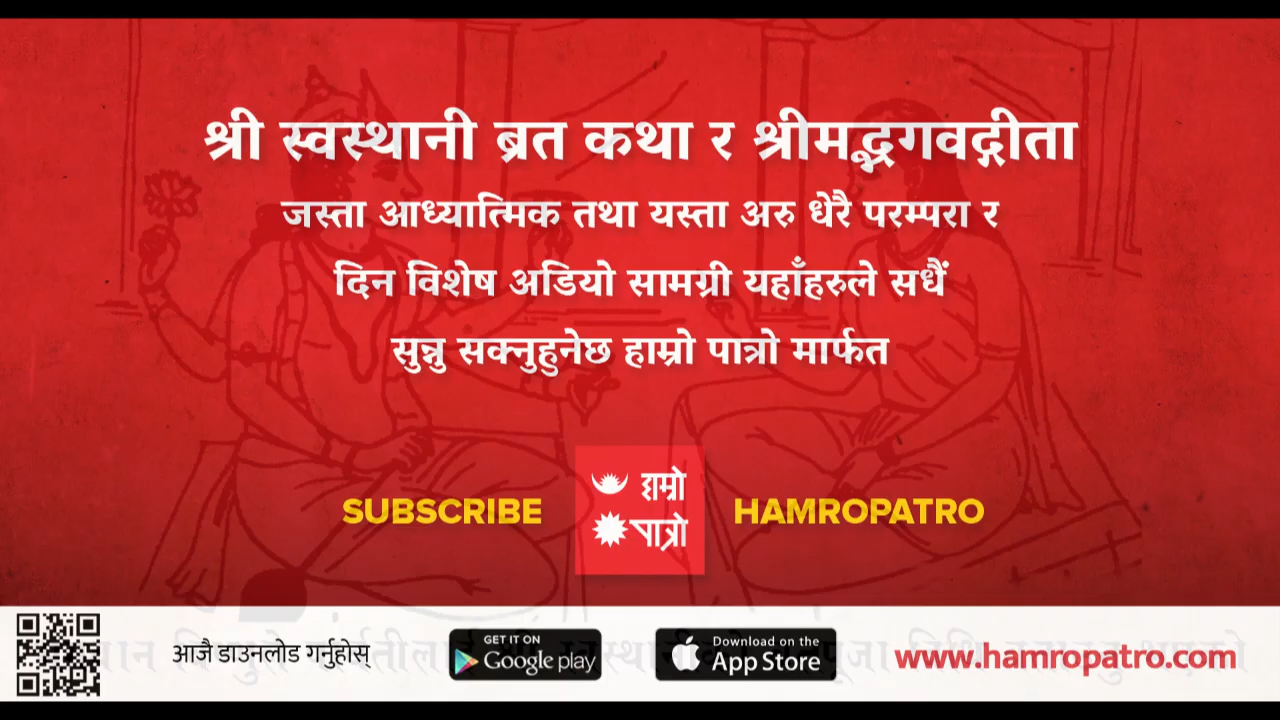 श्री स्वस्थानी ब्रत कथा र श्रीमद्भगवद्गीता
जस्ता आध्यात्मिक तथा यस्ता अरु धेरै परम्परा र
दिन विशेष अडियो सामग्री यहाँहरुले सधैं
सुन्नु सक्नुहुनेछ हाम्रो पात्रो मार्फत
SUBSCRIBE
हाम्रो
पात्रो
HAMROPATRO
आजै डाउनलोड गर्नुहोस्
GET IT ON
Google play
Download on the
App Store
www.hamropatro.com